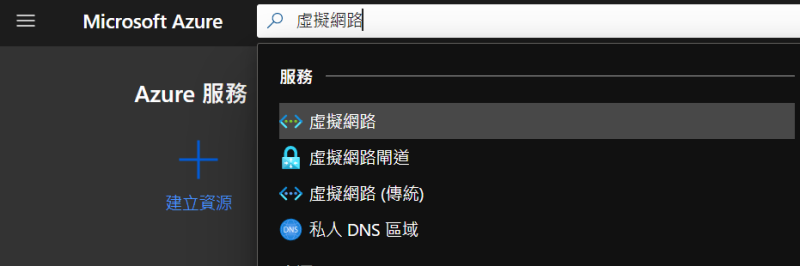 Microsoft Azure
虛擬網路
服務
Azure 服務
虛擬網路
虛擬網路閘道
虛擬網路 (傳統)
DNS 私人 DNS 區域
建立資源